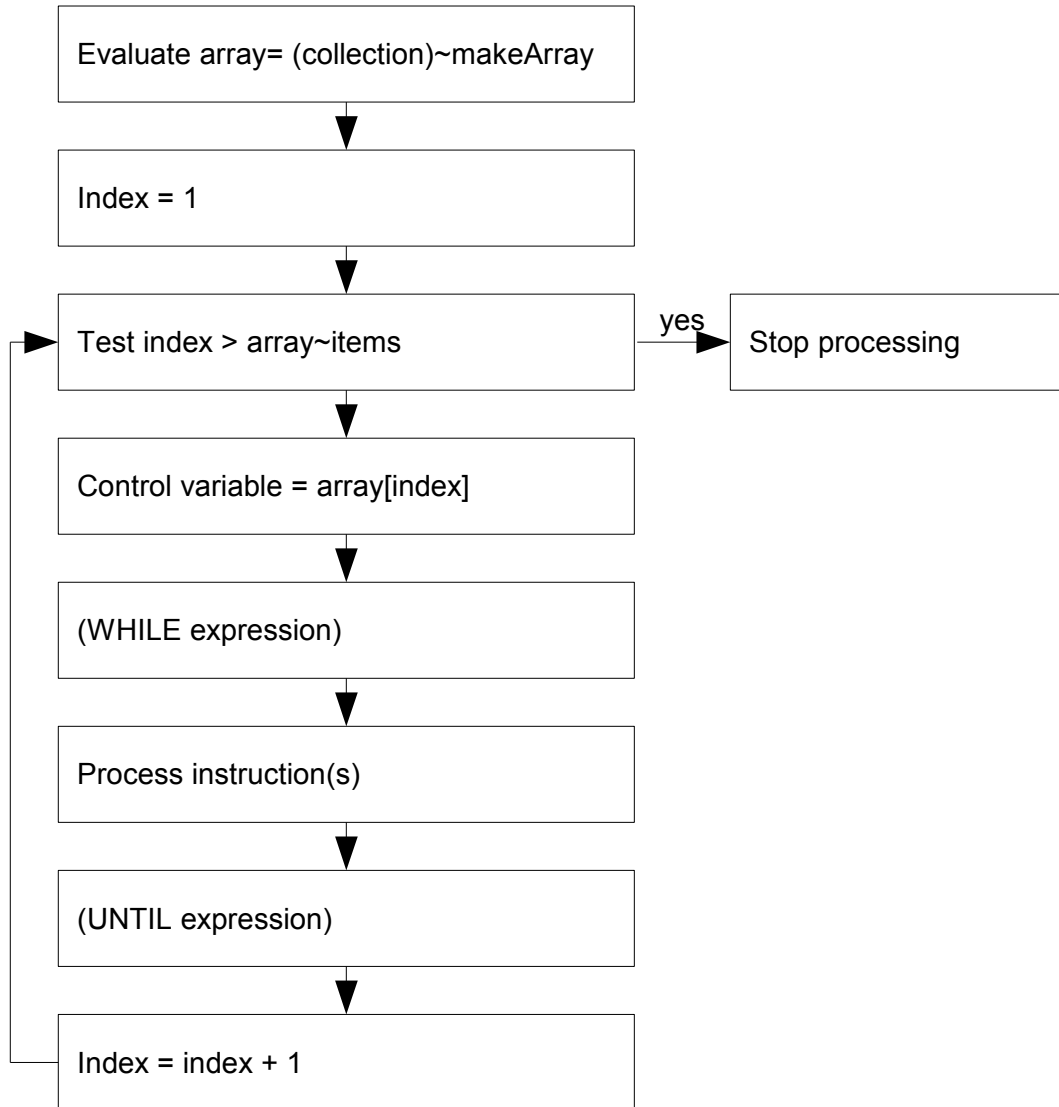 Evaluate array= (collection)~makeArray
Index = 1
Test index > array~items
yes
Stop processing
Control variable = array[index]
(WHILE expression)
Process instruction(s)
(UNTIL expression)
Index = index + 1